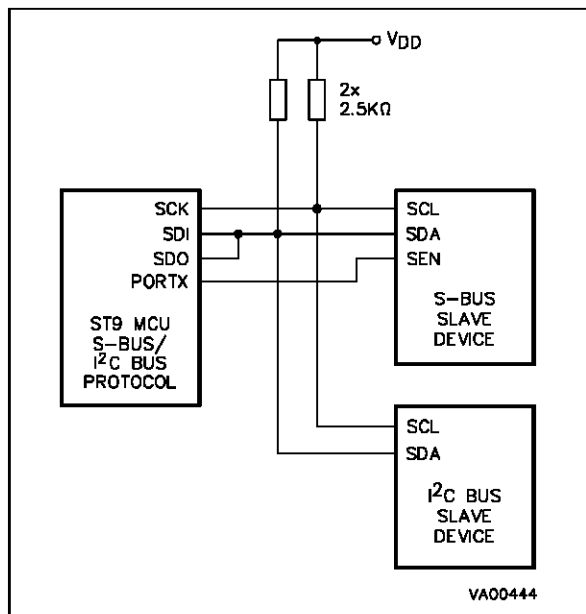 VDD
2x
2.5KΩ
SCK
SDI
SDO
PORTX
ST9 MCU
S-BUS/
I²C BUS
PROTOCOL
SCL
SDA
SEN
S-BUS
SLAVE
DEVICE
SCL
SDA
I²C BUS
SLAVE
DEVICE
VA00444